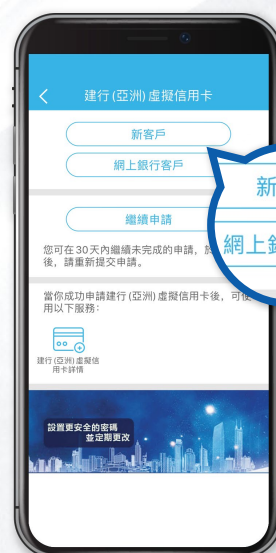 建行(亞洲)虛擬信用卡
新客戶
網上銀行客戶
新
網上銀
繼續申請
您可在30天內繼續未完成的申請,
後,請重新提交申請。
當你成功申請建行(亞洲)虛擬信用卡後,可使
用以下服務:
建行(亞洲)虛擬信
用卡詳情
設置更安全的密碼
並定期更改